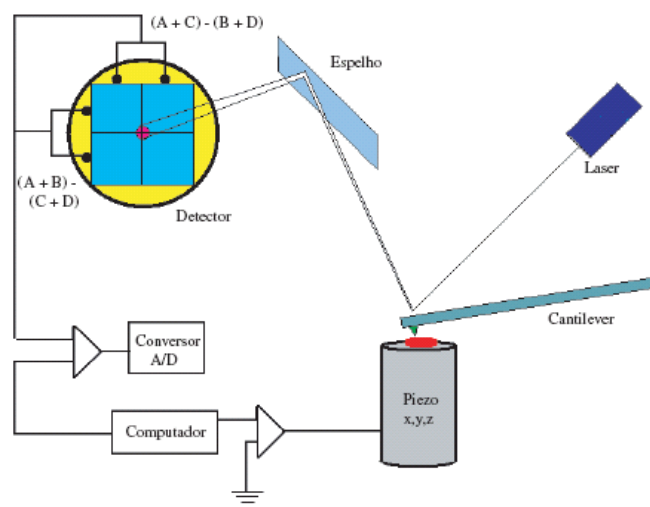 (A + C) - (B + D)
Espelho
Laser
(A + B) -
(C + D)
Detector
Cantilever
Conversor
A/D
Piezo
x,y,z
Computador